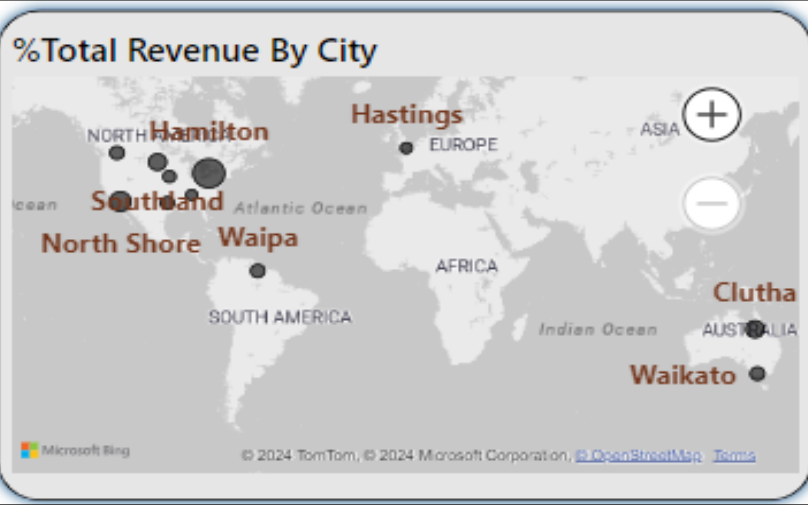 %Total Revenue By City
Hastings
NORTH AMERICA
Hamilton
ASIA
EUROPE
Southland
Atlantic Ocean
North Shore
Waipa
AFRICA
Clutha
SOUTH AMERICA
Indian Ocean
AUSTRALIA
Waikato
Microsoft Bing
© 2024 TomTom, © 2024 Microsoft Corporation, © OpenStreetMap Terms